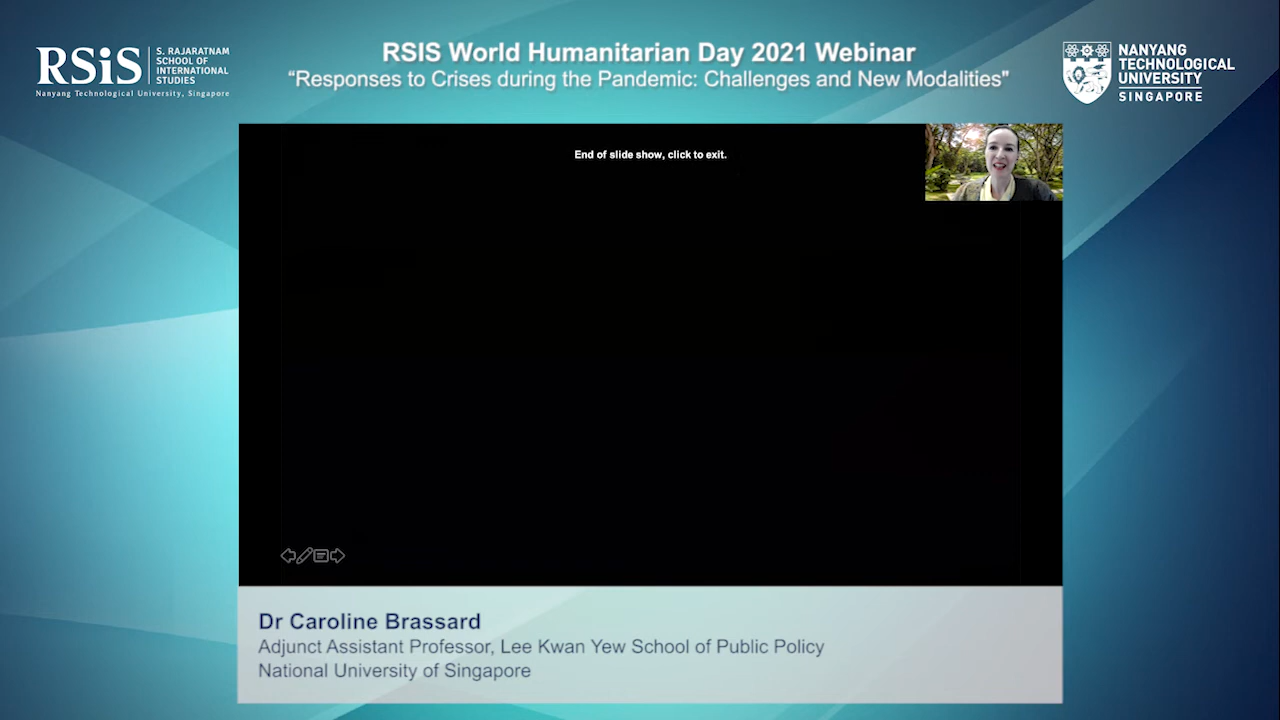 RSiS
S. RAJARATNAM
SCHOOL OF
INTERNATIONAL
STUDIES
Nanyang Technological University, Singapore
RSIS World Humanitarian Day 2021 Webinar
“Responses to Crises during the Pandemic: Challenges and New Modalities"
NANYANG
TECHNOLOGICAL
UNIVERSITY
SINGAPORE
End of slide show, click to exit.
Dr Caroline Brassard
Adjunct Assistant Professor, Lee Kwan Yew School of Public Policy
National University of Singapore